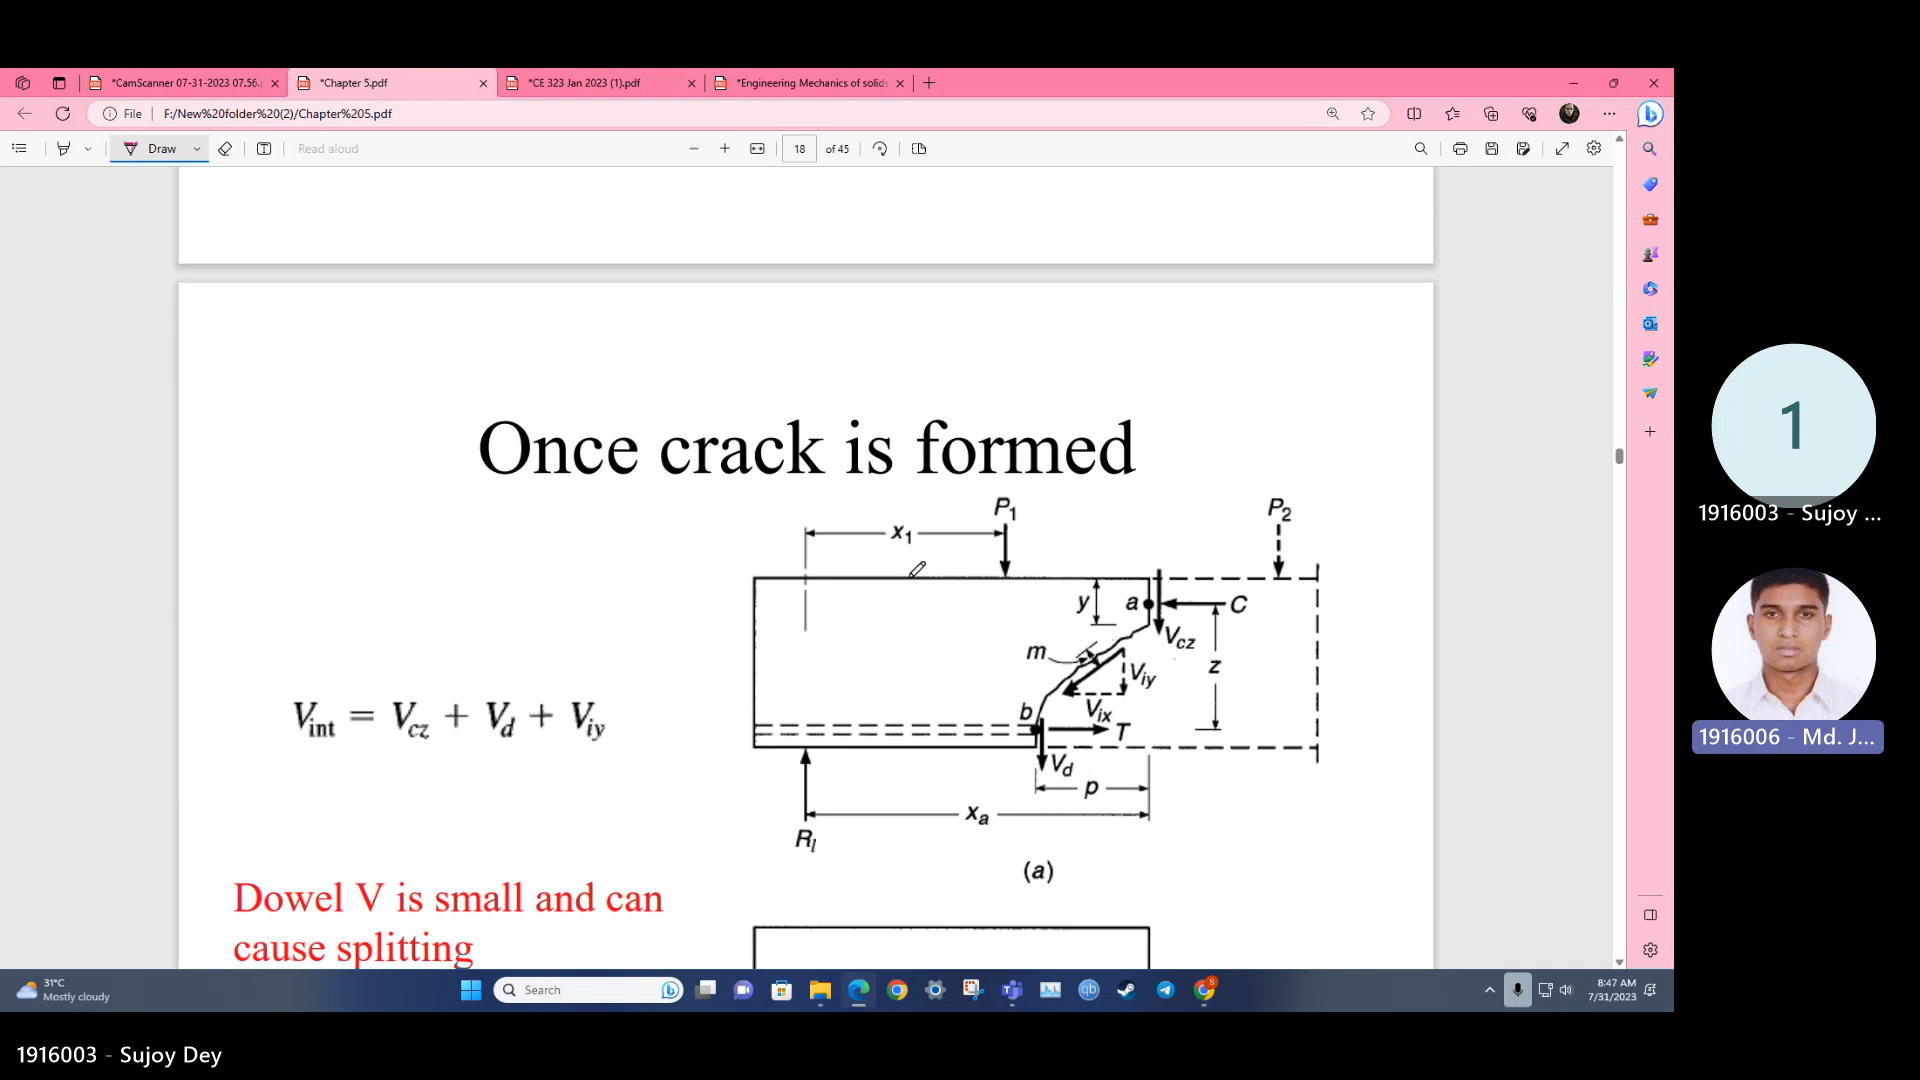 *CamScanner 07-31-2023 07.56.
*Chapter 5.pdf
*CE 323 Jan 2023 (1).pdf
*Engineering Mechanics of solids
File
F:/New%20folder%20(2)/Chapter%205.pdf
Draw
Read aloud
18
of 45
Once crack is formed
P1
P2
x1
y
a
C
Vcz
m
Viy
z
Vint = Vcz + Vd + Viy
b
Vix
T
Vd
p
xa
Rl
(a)
Dowel V is small and can
cause splitting
1
1916003 - Sujoy ...
1916006 - Md. J...
31°C
Mostly cloudy
Search
8:47 AM
7/31/2023
1916003 - Sujoy Dey